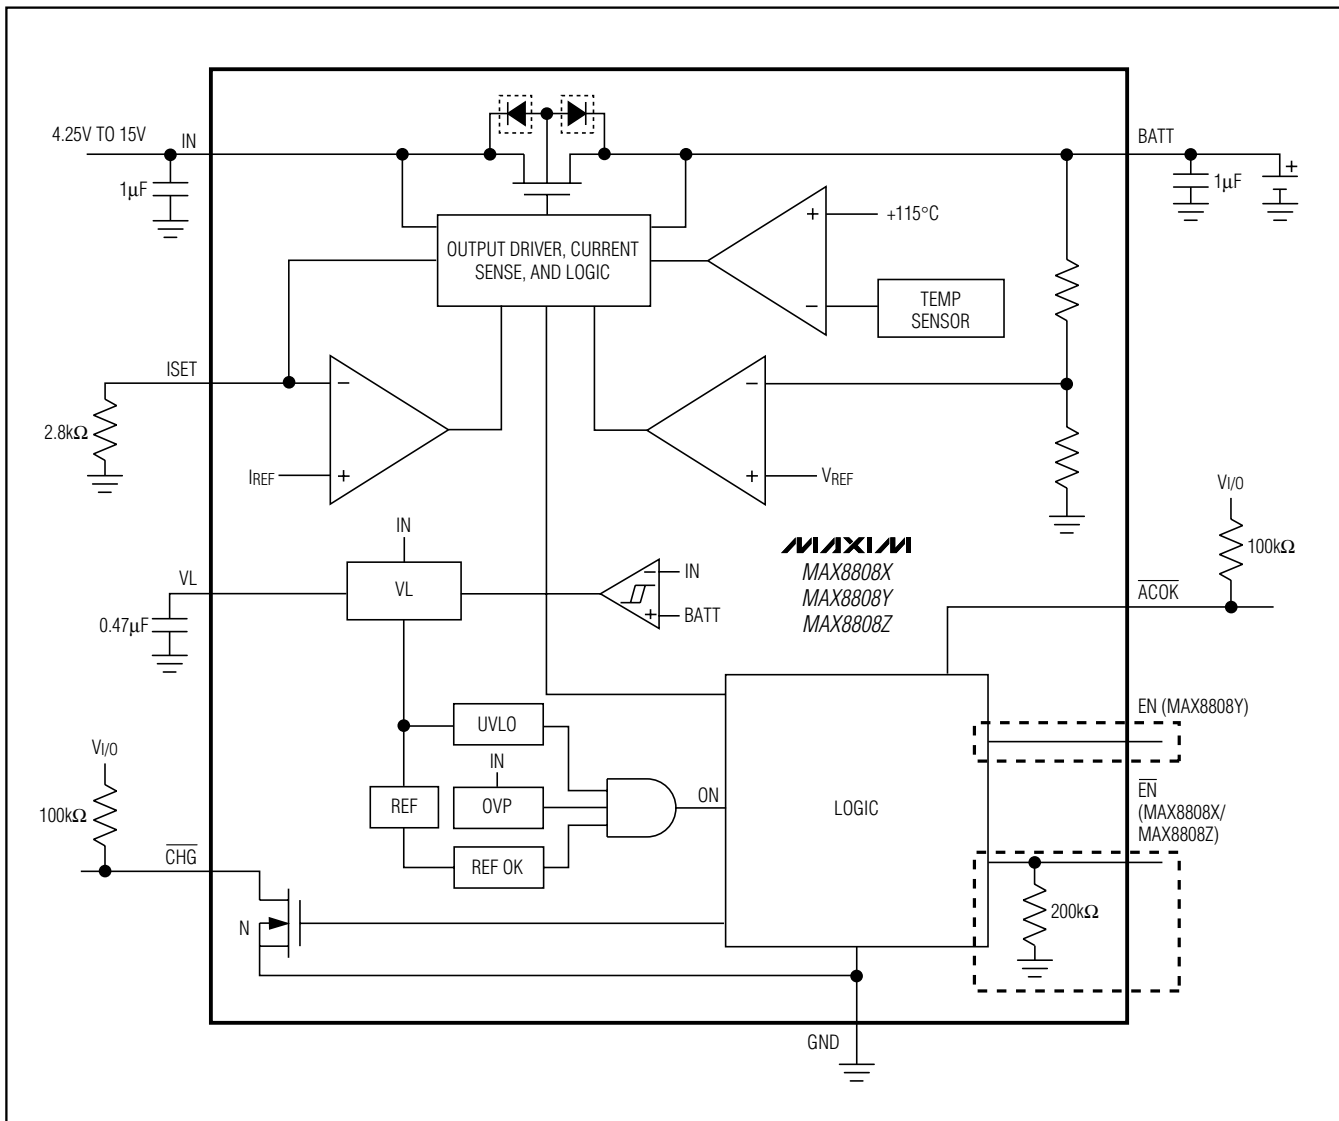 4.25V TO 15V
IN
BATT
1µF
1µF
+
+
+115°C
OUTPUT DRIVER, CURRENT
SENSE, AND LOGIC
−
TEMP
SENSOR
ISET
−
−
2.8kΩ
IREF
+
+
VREF
VI/O
IN
100kΩ
MAXIM
MAX8808X
MAX8808Y
MAX8808Z
VL
VL
−
IN
+
BATT
ACOK
0.47µF
EN (MAX8808Y)
UVLO
VI/O
IN
100kΩ
REF
OVP
ON
LOGIC
EN
(MAX8808X/
MAX8808Z)
CHG
REF OK
200kΩ
N
GND